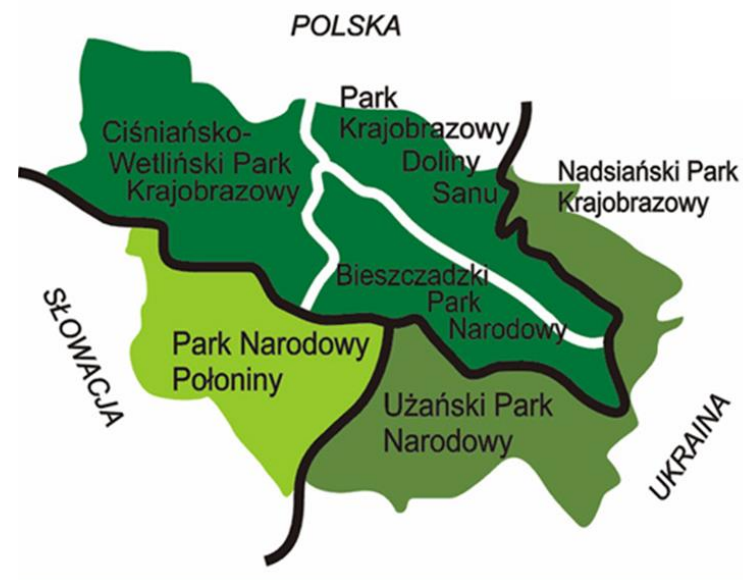 POLSKA
Park
Krajobrazowy
Doliny
Sanu
Ciśniańsko-
Wetliński Park
Krajobrazowy
Nadsiański Park
Krajobrazowy
Bieszczadzki
Park
Narodowy
SŁOWACJA
Park Narodowy
Połoniny
Użański Park
Narodowy
UKRAINA